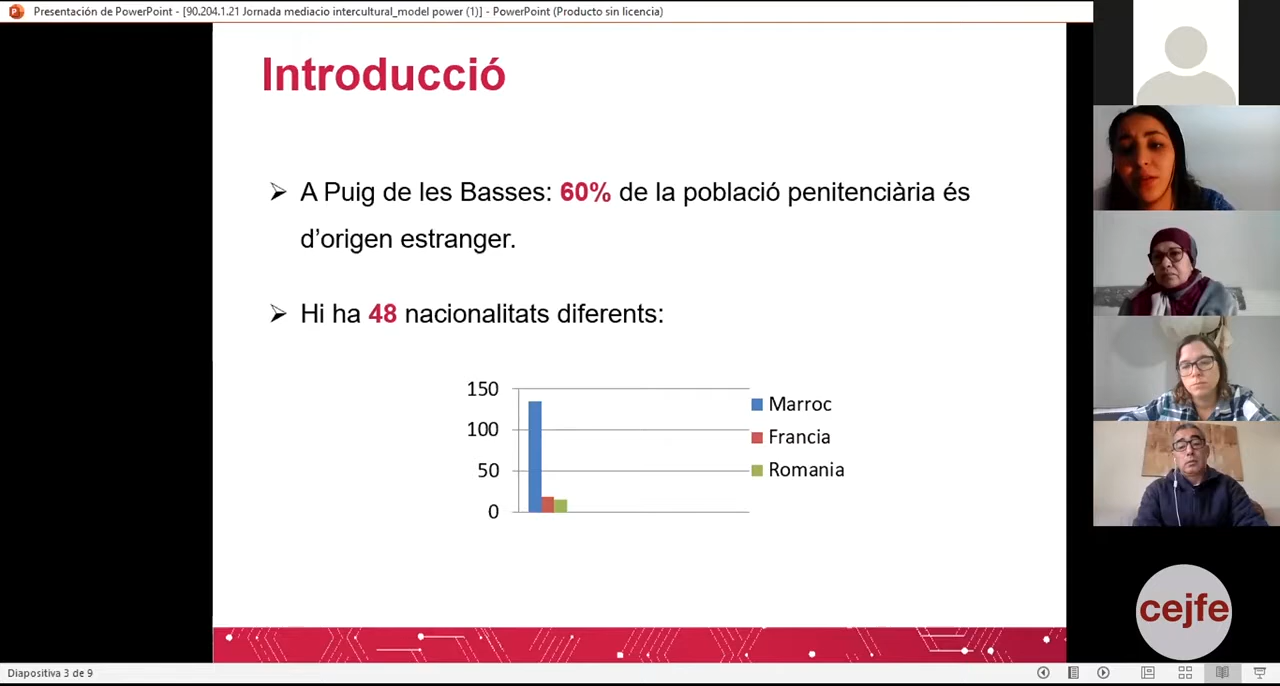 Presentación de PowerPoint - [90.204.1.21 Jornada mediacio intercultural_model power (1)] - PowerPoint (Producto sin licencia)
Introducció
A Puig de les Basses: 60% de la població penitenciària és
d’origen estranger.
Hi ha 48 nacionalitats diferents:
150
100
50
0
Marroc
Francia
Romania
cejfe
Diapositiva 3 de 9